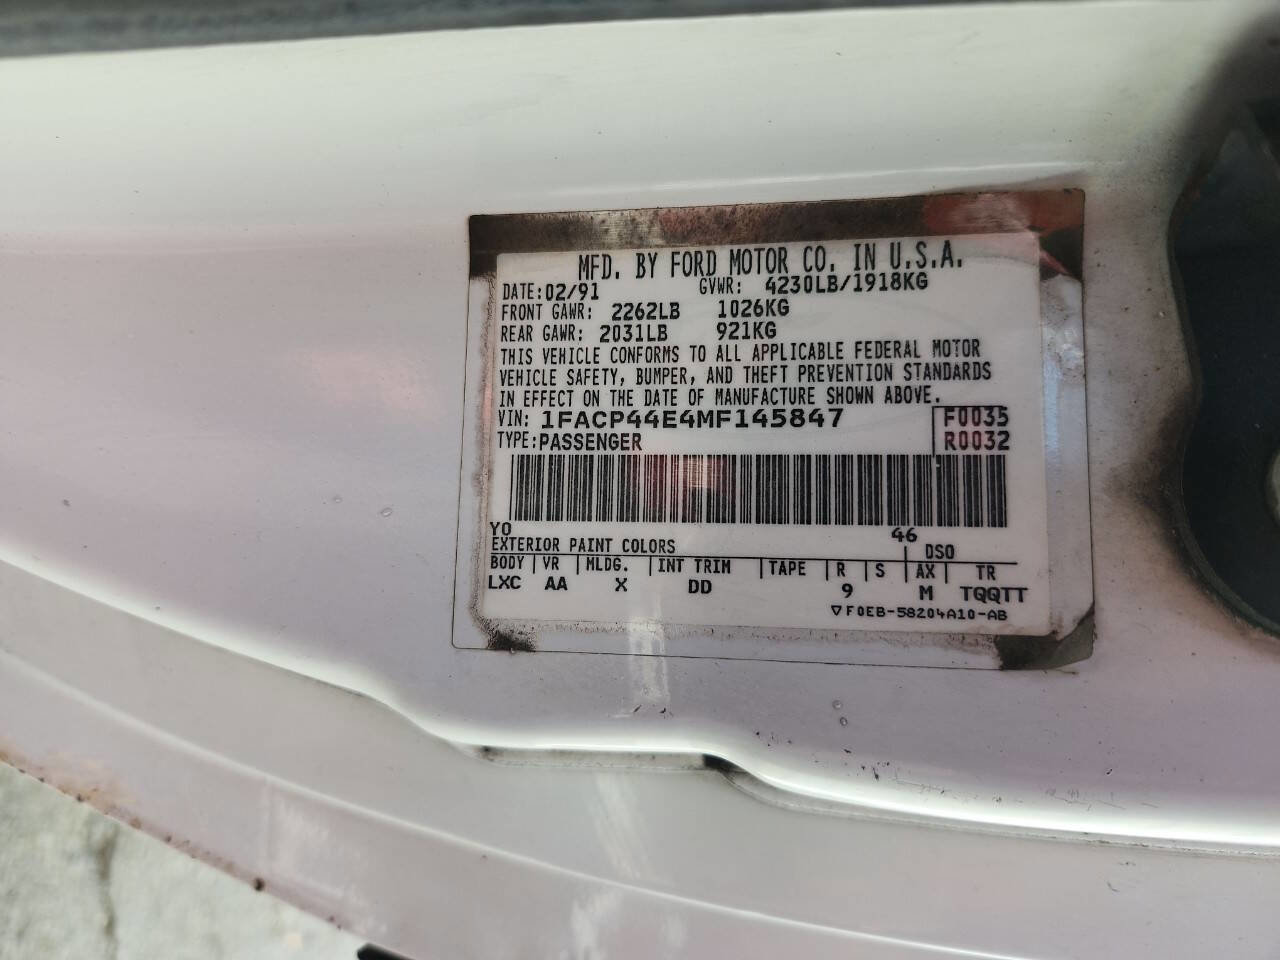 MFD. BY FORD MOTOR CO. IN U.S.A.
DATE: 02/91 GVWR: 4230LB/1918KG
FRONT GAWR: 2262LB 1026KG
REAR GAWR: 2031LB 921KG
THIS VEHICLE CONFORMS TO ALL APPLICABLE FEDERAL MOTOR
VEHICLE SAFETY, BUMPER, AND THEFT PREVENTION STANDARDS
IN EFFECT ON THE DATE OF MANUFACTURE SHOWN ABOVE.
VIN: 1FACP44E4MF145847 F0035
TYPE: PASSENGER R0032
YO 46
EXTERIOR PAINT COLORS DSO
BODY VR MLDG. INT TRIM TAPE R S AX TR
LXC AA X DD 9 M TQQTT
▽F0EB-58204A10-AB